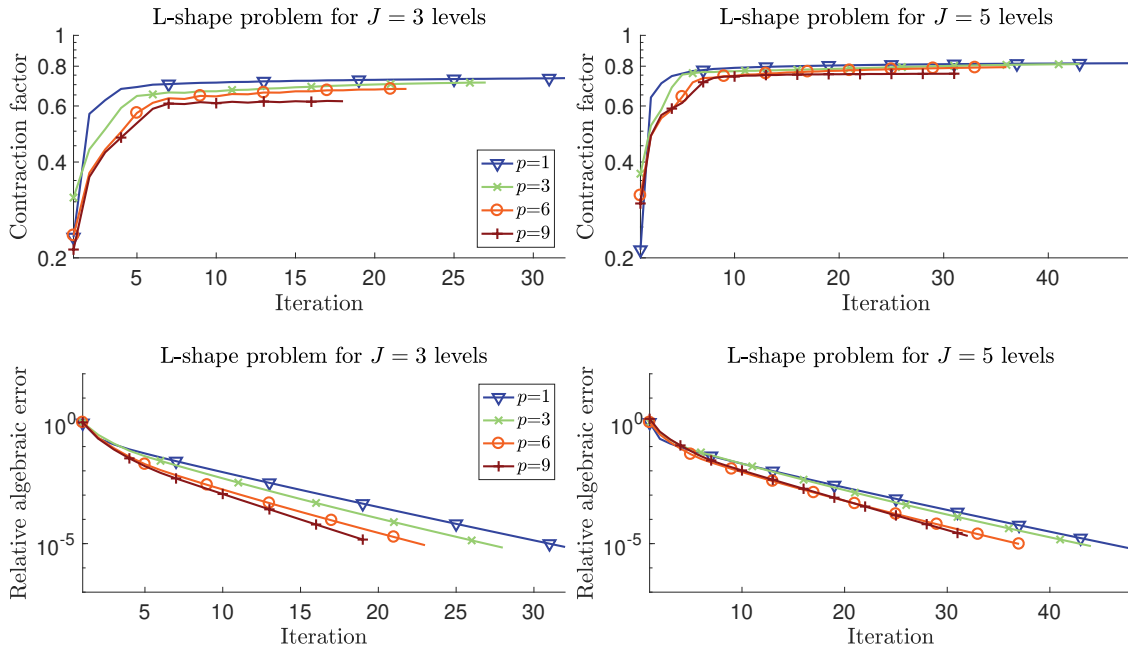 L-shape problem for J = 3 levels
Contraction factor
1
0.8
0.6
0.4
0.2
5 10 15 20 25 30
Iteration
p=1
p=3
p=6
p=9
L-shape problem for J = 5 levels
Contraction factor
1
0.8
0.6
0.4
0.2
10 20 30 40
Iteration
L-shape problem for J = 3 levels
Relative algebraic error
10⁰
10⁻⁵
5 10 15 20 25 30
Iteration
p=1
p=3
p=6
p=9
L-shape problem for J = 5 levels
Relative algebraic error
10⁰
10⁻⁵
10 20 30 40
Iteration